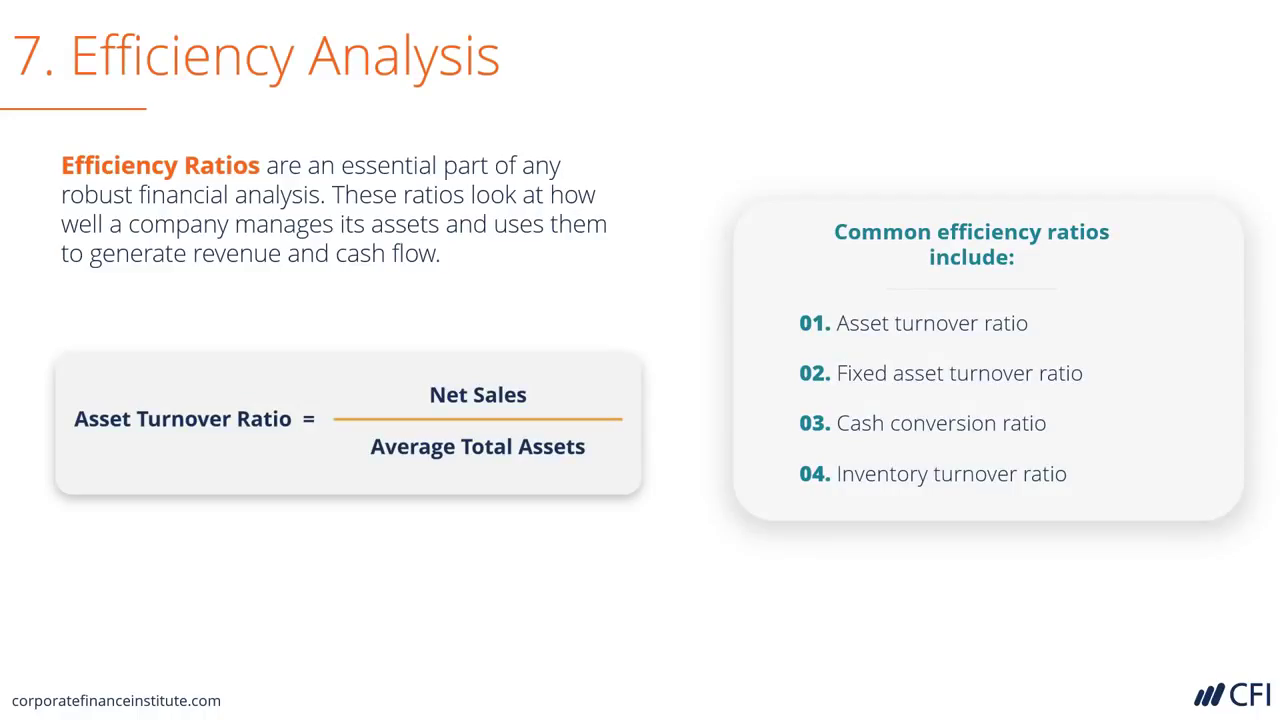 7. Efficiency Analysis
Efficiency Ratios are an essential part of any
robust financial analysis. These ratios look at how
well a company manages its assets and uses them
to generate revenue and cash flow.
Asset Turnover Ratio =
Net Sales
Average Total Assets
Common efficiency ratios
include:
01. Asset turnover ratio
02. Fixed asset turnover ratio
03. Cash conversion ratio
04. Inventory turnover ratio
corporatefinanceinstitute.com
CFI